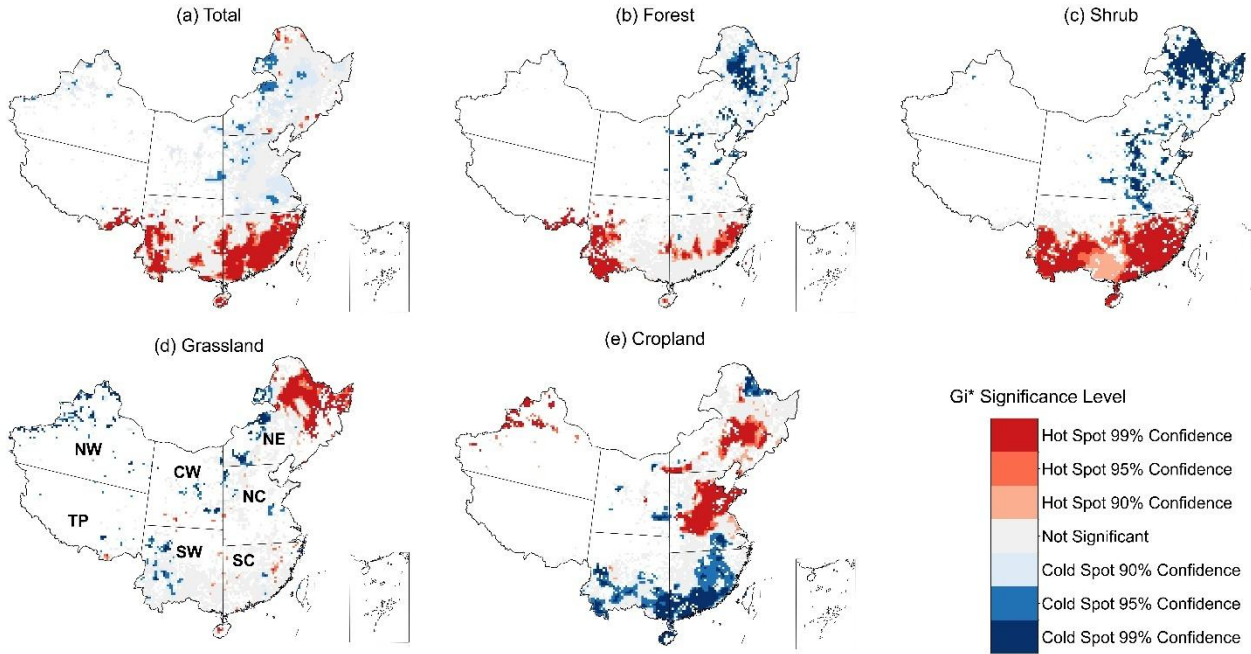 (a) Total
(b) Forest
(c) Shrub
(d) Grassland
NW
CW
NE
NC
TP
SW
SC
(e) Cropland
Gi* Significance Level
Hot Spot 99% Confidence
Hot Spot 95% Confidence
Hot Spot 90% Confidence
Not Significant
Cold Spot 90% Confidence
Cold Spot 95% Confidence
Cold Spot 99% Confidence